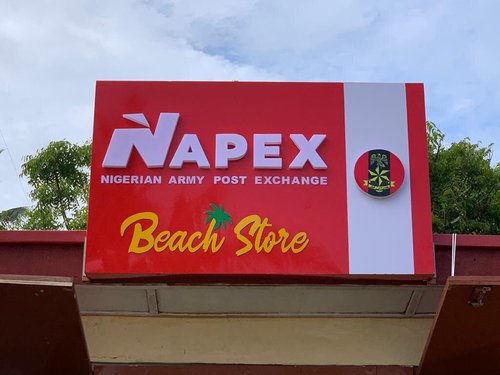 NAPEX
NIGERIAN ARMY POST EXCHANGE
Beach Store